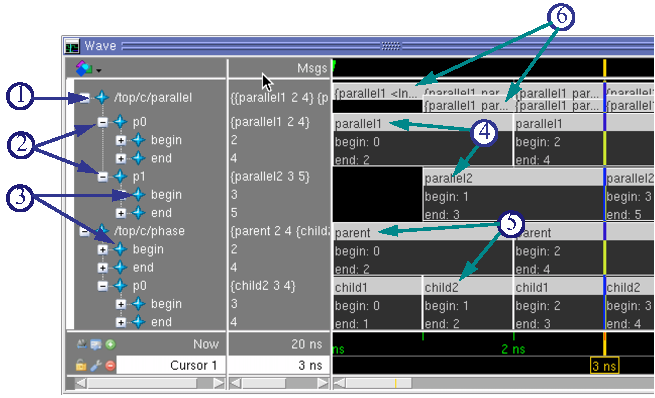 6
Wave
Msgs
1 /top/c/parallel {{parallel1 2 4} {p {parallel1 <In... {parallel1 par... {parallel1 par... {parallel1
{parallel1 par... {parallel1 par... {parallel1
2 p0 {parallel1 2 4} parallel1 4 parallel1
begin 2 begin: 0 begin: 2
end 4 end: 2 end: 4
p1 {parallel2 3 5} parallel2 parallel2
3 begin 3 begin: 1 begin: 3
end 5 end: 3 end: 5
/top/c/phase {parent 2 4 {child2 parent 5 parent
begin 2 begin: 0 begin: 2
end 4 end: 2 end: 4
p0 {child2 3 4} child1 child2 child1 child2
begin 3 begin: 0 begin: 1 begin: 2 begin: 3
end 4 end: 1 end: 2 end: 3 end: 4
Now 20 ns ns 2 ns
Cursor 1 3 ns 3 ns